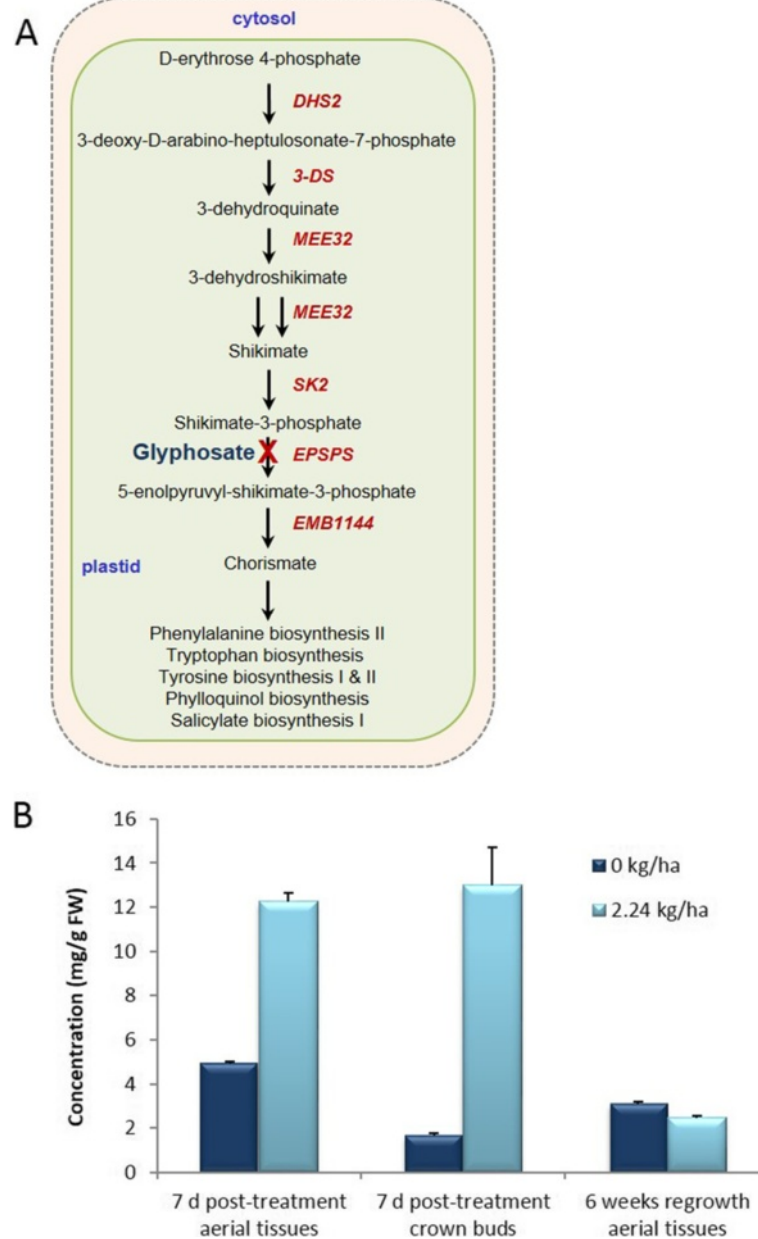 A
cytosol
D-erythrose 4-phosphate
DHS2
3-deoxy-D-arabino-heptulosonate-7-phosphate
3-DS
3-dehydroquinate
MEE32
3-dehydroshikimate
MEE32
Shikimate
SK2
Shikimate-3-phosphate
Glyphosate X EPSPS
5-enolpyruvyl-shikimate-3-phosphate
EMB1144
plastid
Chorismate
Phenylalanine biosynthesis II
Tryptophan biosynthesis
Tyrosine biosynthesis I & II
Phylloquinol biosynthesis
Salicylate biosynthesis I
B
Concentration (mg/g FW)
16
14
12
10
8
6
4
2
0
0 kg/ha
2.24 kg/ha
7 d post-treatment
aerial tissues
7 d post-treatment
crown buds
6 weeks regrowth
aerial tissues